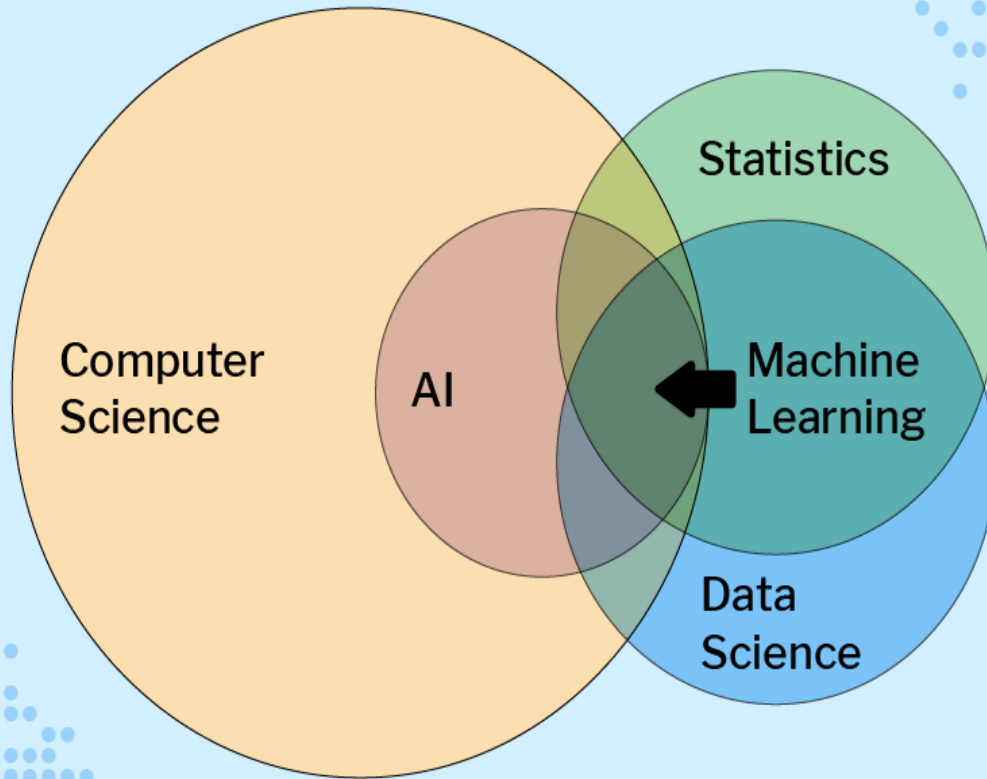 Statistics
Computer
Science
AI
Machine
Learning
Data
Science